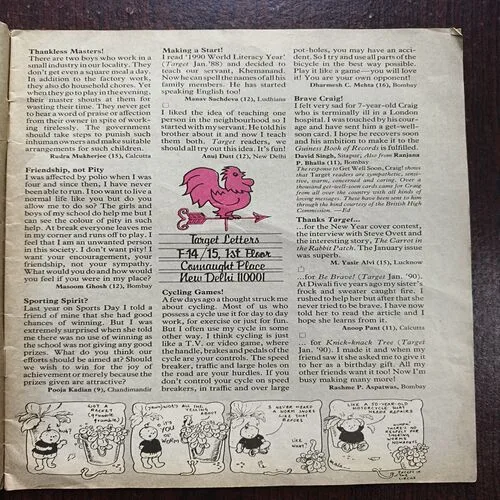 Thankless Masters!
There are two boys who work in a
small industry in our locality. They
don't get even a square meal a day.
In addition to the factory work,
they also do household chores. Yet
when they go to play in the evening,
their master shouts at them for
wasting their time. They never get
to hear a word of praise or affection
from their owner in spite of work-
ing tirelessly. The government
should take steps to punish such
inhuman owners and make suitable
arrangements for such children.
Rudra Mukherjee (15), Calcutta
Friendship, not Pity
I was affected by polio when I was
four and since then, I have never
been able to run. I too want to live a
normal life like you but do you
allow me to do so? The girls and
boys of my school do help me but I
can see the colour of pity in such
help. At break everyone leaves me
in my corner and runs off to play. I
feel that I am an unwanted person
in this society. I don't want pity! I
want your encouragement, your
friendship, not your sympathy.
What would you do and how would
you feel if you were in my place?
Masoom Ghosh (12), Bombay
Sporting Spirit?
Last year on Sports Day I told a
friend of mine that she had good
chances of winning. But I was
extremely surprised when she told
me there was no use of winning as
the school was not giving any good
prizes. What do you think our
efforts should be aimed at? Should
we wish to win for the joy of
achievement or merely because the
prizes given are attractive?
Pooja Kadian (9), Chandimandir
Making a Start!
I read '1990 World Literacy Year'
(Target Jan.'88) and decided to
teach our servant, Khemanand.
Now he can spell the names of all his
family members. He has started
speaking English too!
Manav Sachdeva (12), Ludhiana
I liked the idea of teaching one
person in the neighbourhood so I
started with my servant. He told his
brother about it and now I teach
them both. Target readers, we
should all try out this idea. It's fun!
Anuj Dust (12), New Delhi
Target Letters
F-14/15, 1st Floor
Connaught Place
New Delhi 110001
Cycling Games!
A few days ago a thought struck me
about cycling. Most of us who
possess a cycle use it for day to day
work, for exercise or just for fun.
But I often use my cycle in some
other way. I think cycling is just
like a T.V. or video game, where
the handle, brakes and pedals of the
cycle are your controls. The speed
breaker, traffic and large holes on
the road are your hurdles. If you
don't control your cycle on speed
breakers, in traffic and over large
pot-holes, you may have an acci-
dent. So I try and use all parts of the
bicycle in the best way possible.
Play it like a game—you will love
it! You are your own opponent!
Dharmesh C. Mehta (16), Bombay
Brave Craig!
I felt very sad for 7-year-old Craig
who is terminally ill in a London
hospital. I was touched by his cour-
age and have sent him a get-well-
soon card. I hope he recovers soon
and his ambition to make it to the
Guiness Book of Records is fulfilled.
David Singh, Sitapur; Also from Ranjana
P. Bhalla (11), Bombay
The response to Get Well Soon, Craig! shows
that Target readers are sympathetic, sensi-
tive, warm, concerned and caring. Over a
thousand get-well-soon cards came for Craig
from all over the country with all kinds of
loving messages. These have been sent to him
through the kind courtesy of the British High
Commission. —Ed
Thanks Target...
...for the New Year cover contest,
the interview with Steve Ovett and
the interesting story, The Carrot in
the Rabbit Patch. The January issue
was superb.
M. Yasir Alvi (15), Lucknow
...for Be Brave! (Target Jan. '90).
At Diwali five years ago my sister's
frock and sweater caught fire. I
rushed to help her but after that she
never tried to be brave. I have now
told her to read the article and I
hope she learns from it.
Anoop Pant (11), Calcutta
... for Knick-knack Tree (Target
Jan. '90). I made it and when my
friend saw it she asked me to give it
to her as a birthday gift. All my
other friends want it too! Now I'm
busy making many more!
Rashme P. Aspatwar, Bombay
GOT A
RACKET
(YAWN) WOT'S ALL THE
YELLING
ABOUT
I NEVER HEARD
A WORM SNORE
LIKE THAT
BEFORE
LIKE
WHAT?
LIKE A 50-YEAR-OLD
MOTORCYCLE THAT
NEEDS REPAIRS
THERE'S NO
RESPECT FOR
WORMS
NOWADAYS